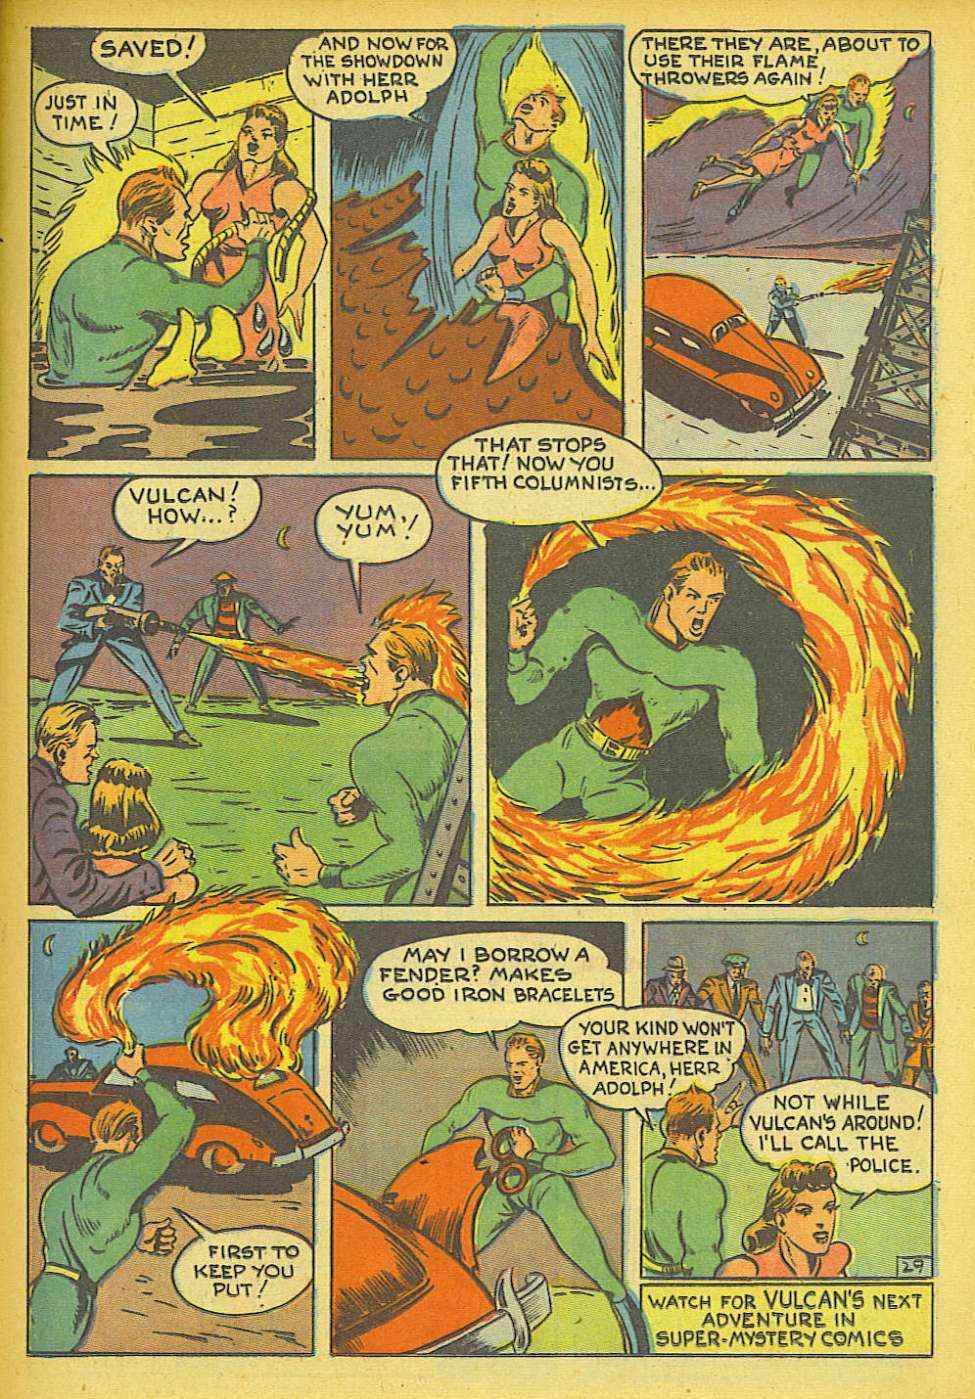 SAVED!
JUST IN
TIME!
AND NOW FOR
THE SHOWDOWN
WITH HERR
ADOLPH
THERE THEY ARE, ABOUT TO
USE THEIR FLAME
THROWERS AGAIN!
VULCAN!
HOW...?
YUM,
YUM!
THAT STOPS
THAT! NOW YOU
FIFTH COLUMNISTS...
FIRST TO
KEEP YOU
PUT!
MAY I BORROW A
FENDER? MAKES
GOOD IRON BRACELETS
YOUR KIND WON'T
GET ANYWHERE IN
AMERICA, HERR
ADOLPH!
NOT WHILE
VULCAN'S AROUND!
I'LL CALL THE
POLICE.
29
WATCH FOR VULCAN'S NEXT
ADVENTURE IN
SUPER-MYSTERY COMICS